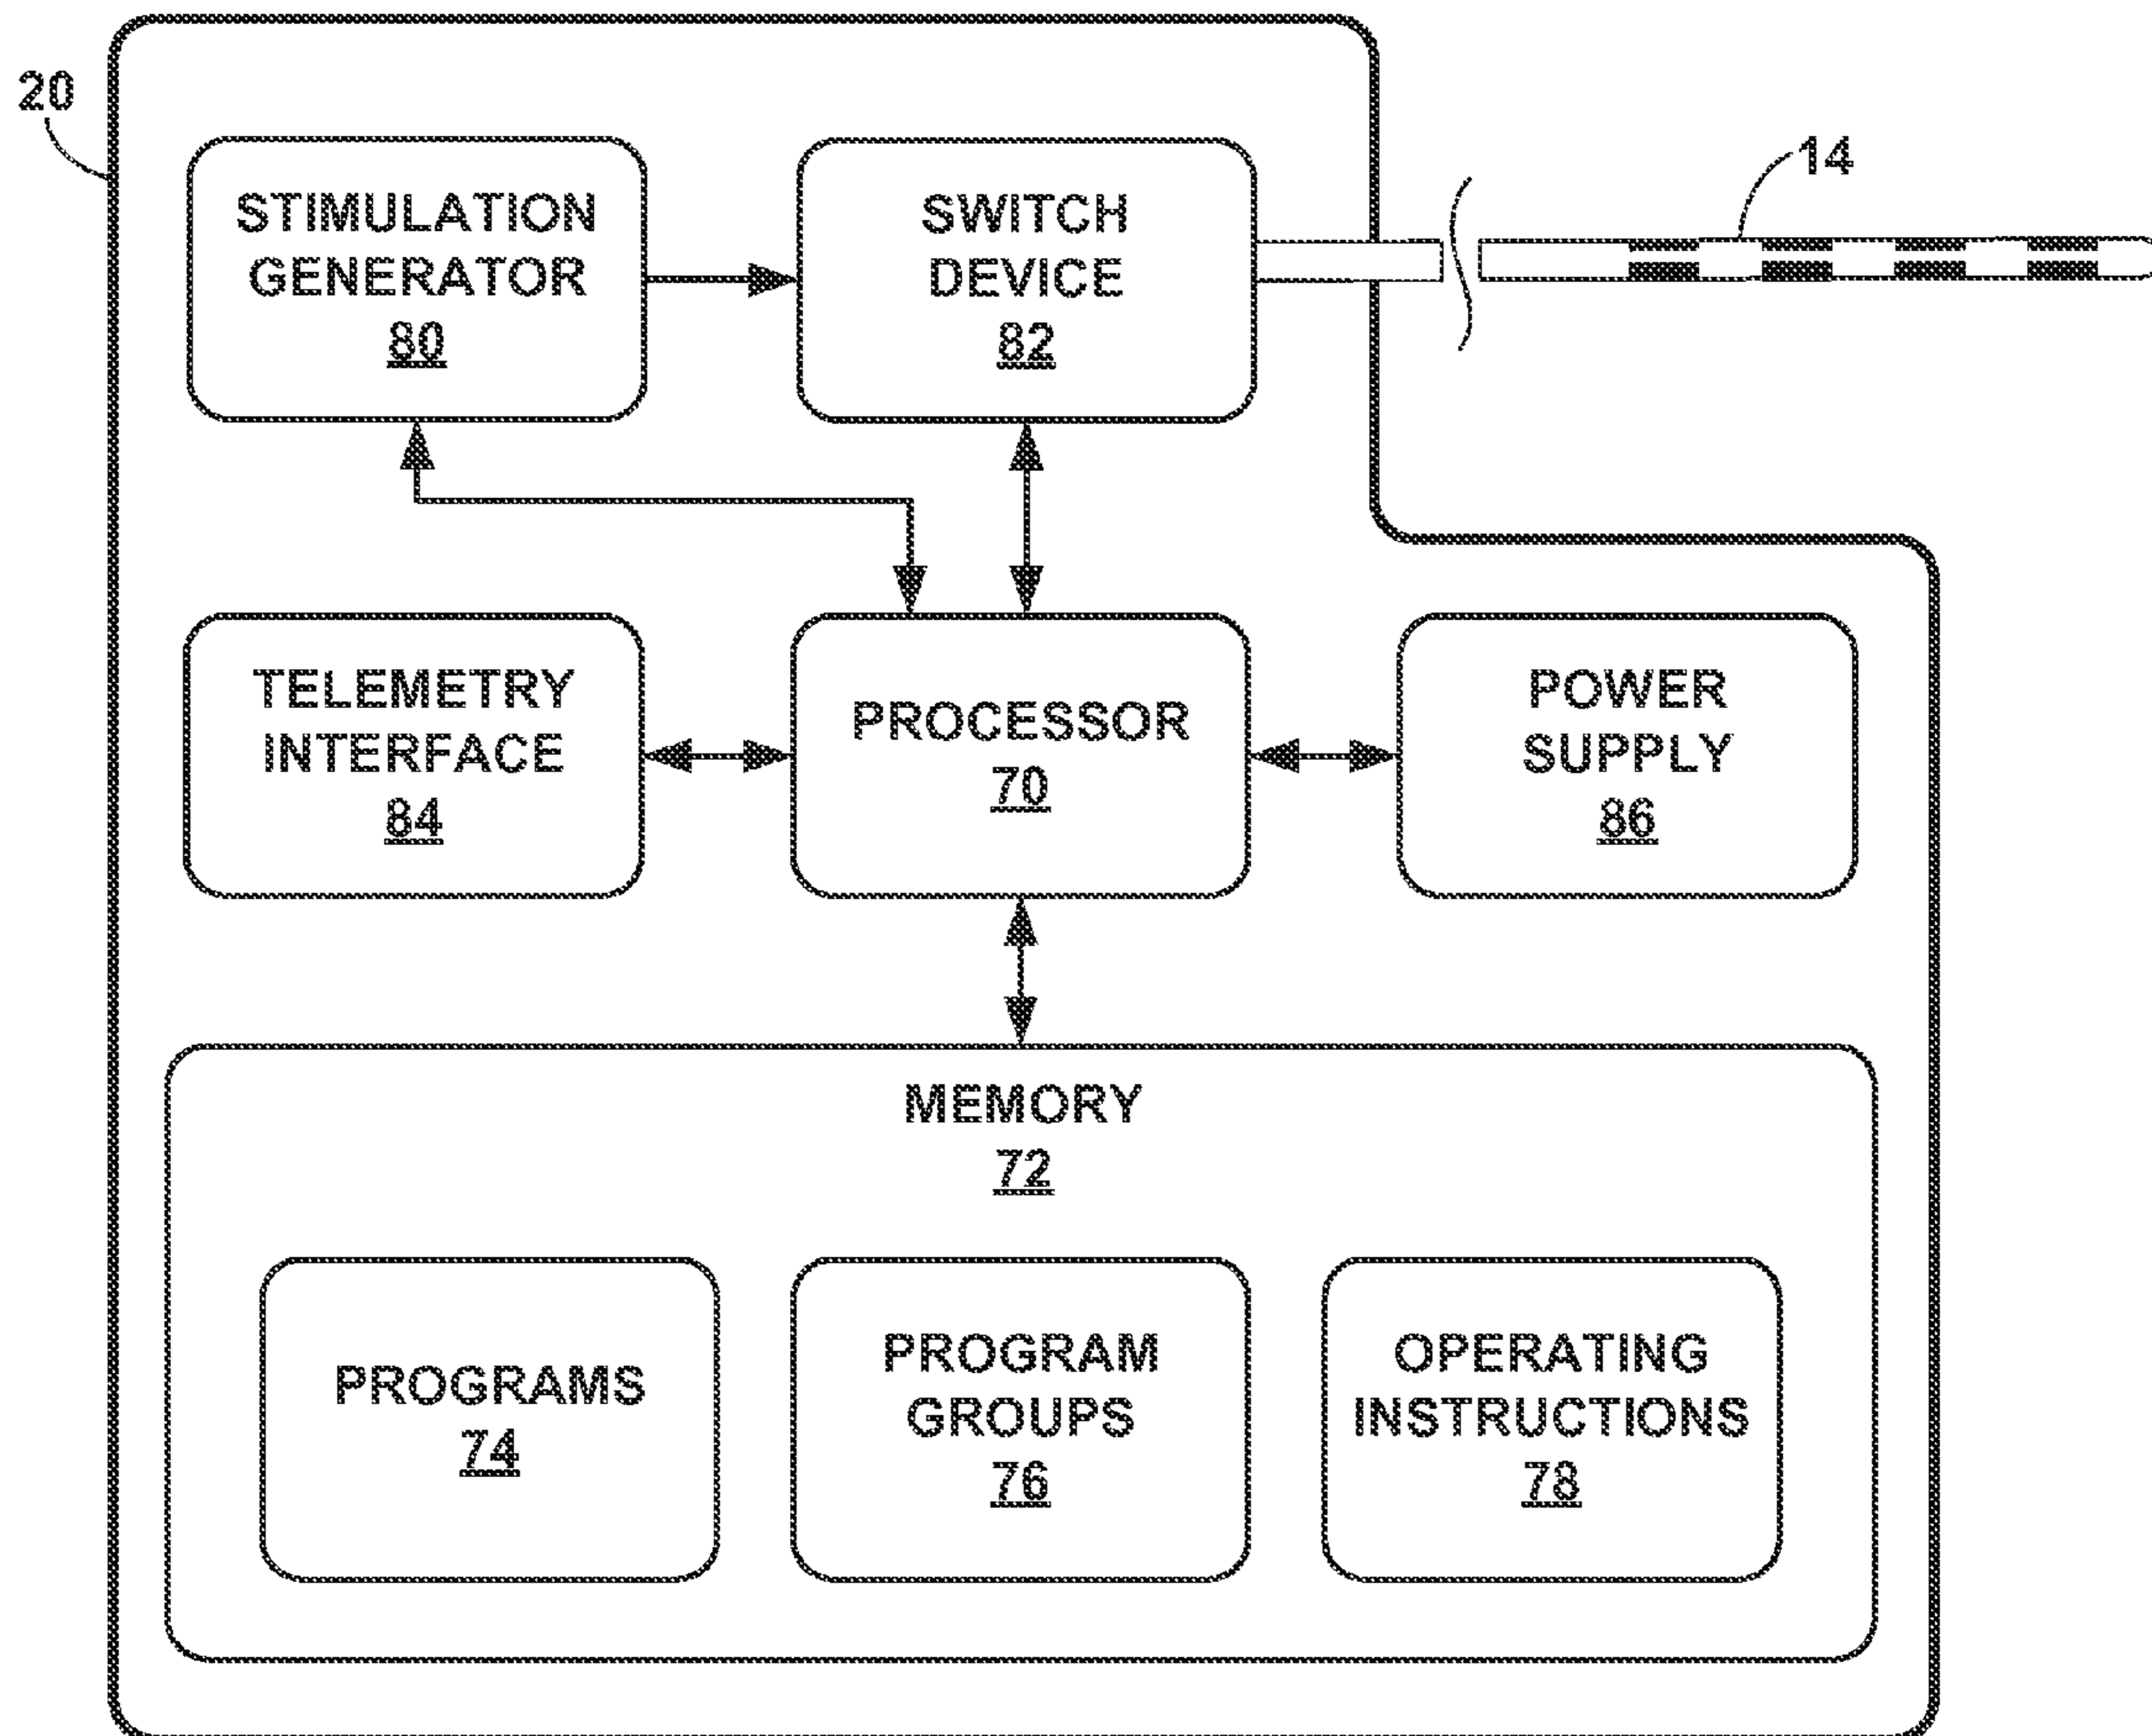 20
14
STIMULATION
GENERATOR
80
SWITCH
DEVICE
82
TELEMETRY
INTERFACE
84
PROCESSOR
70
POWER
SUPPLY
86
MEMORY
72
PROGRAMS
74
PROGRAM
GROUPS
76
OPERATING
INSTRUCTIONS
78